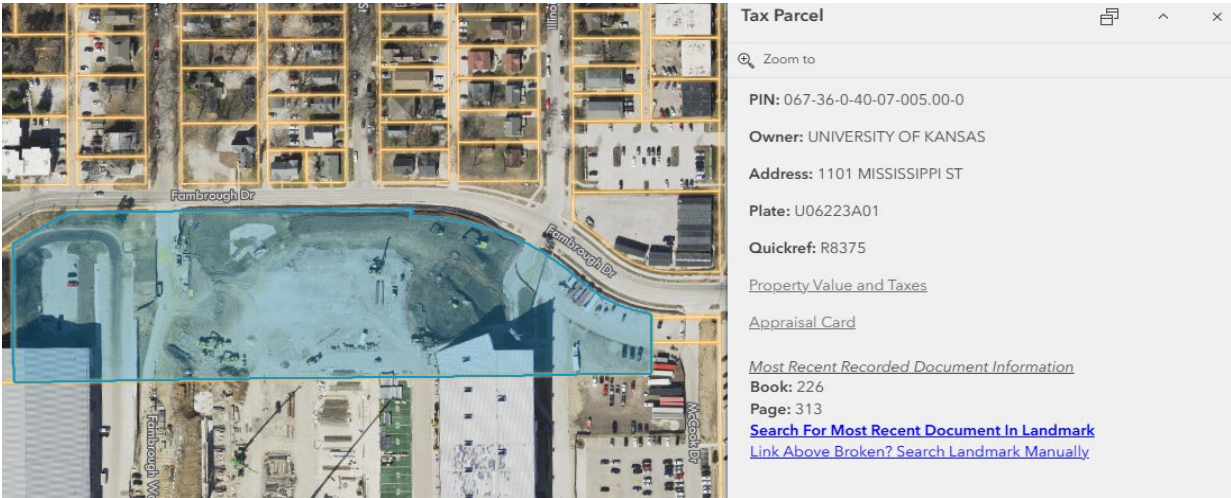 St
Illinois
Fambrough Dr
Fambrough Dr
McCook Dr
Tax Parcel
Zoom to
PIN: 067-36-0-40-07-005.00-0
Owner: UNIVERSITY OF KANSAS
Address: 1101 MISSISSIPPI ST
Plate: U06223A01
Quickref: R8375
Property Value and Taxes
Appraisal Card
Most Recent Recorded Document Information
Book: 226
Page: 313
Search For Most Recent Document In Landmark
Link Above Broken? Search Landmark Manually